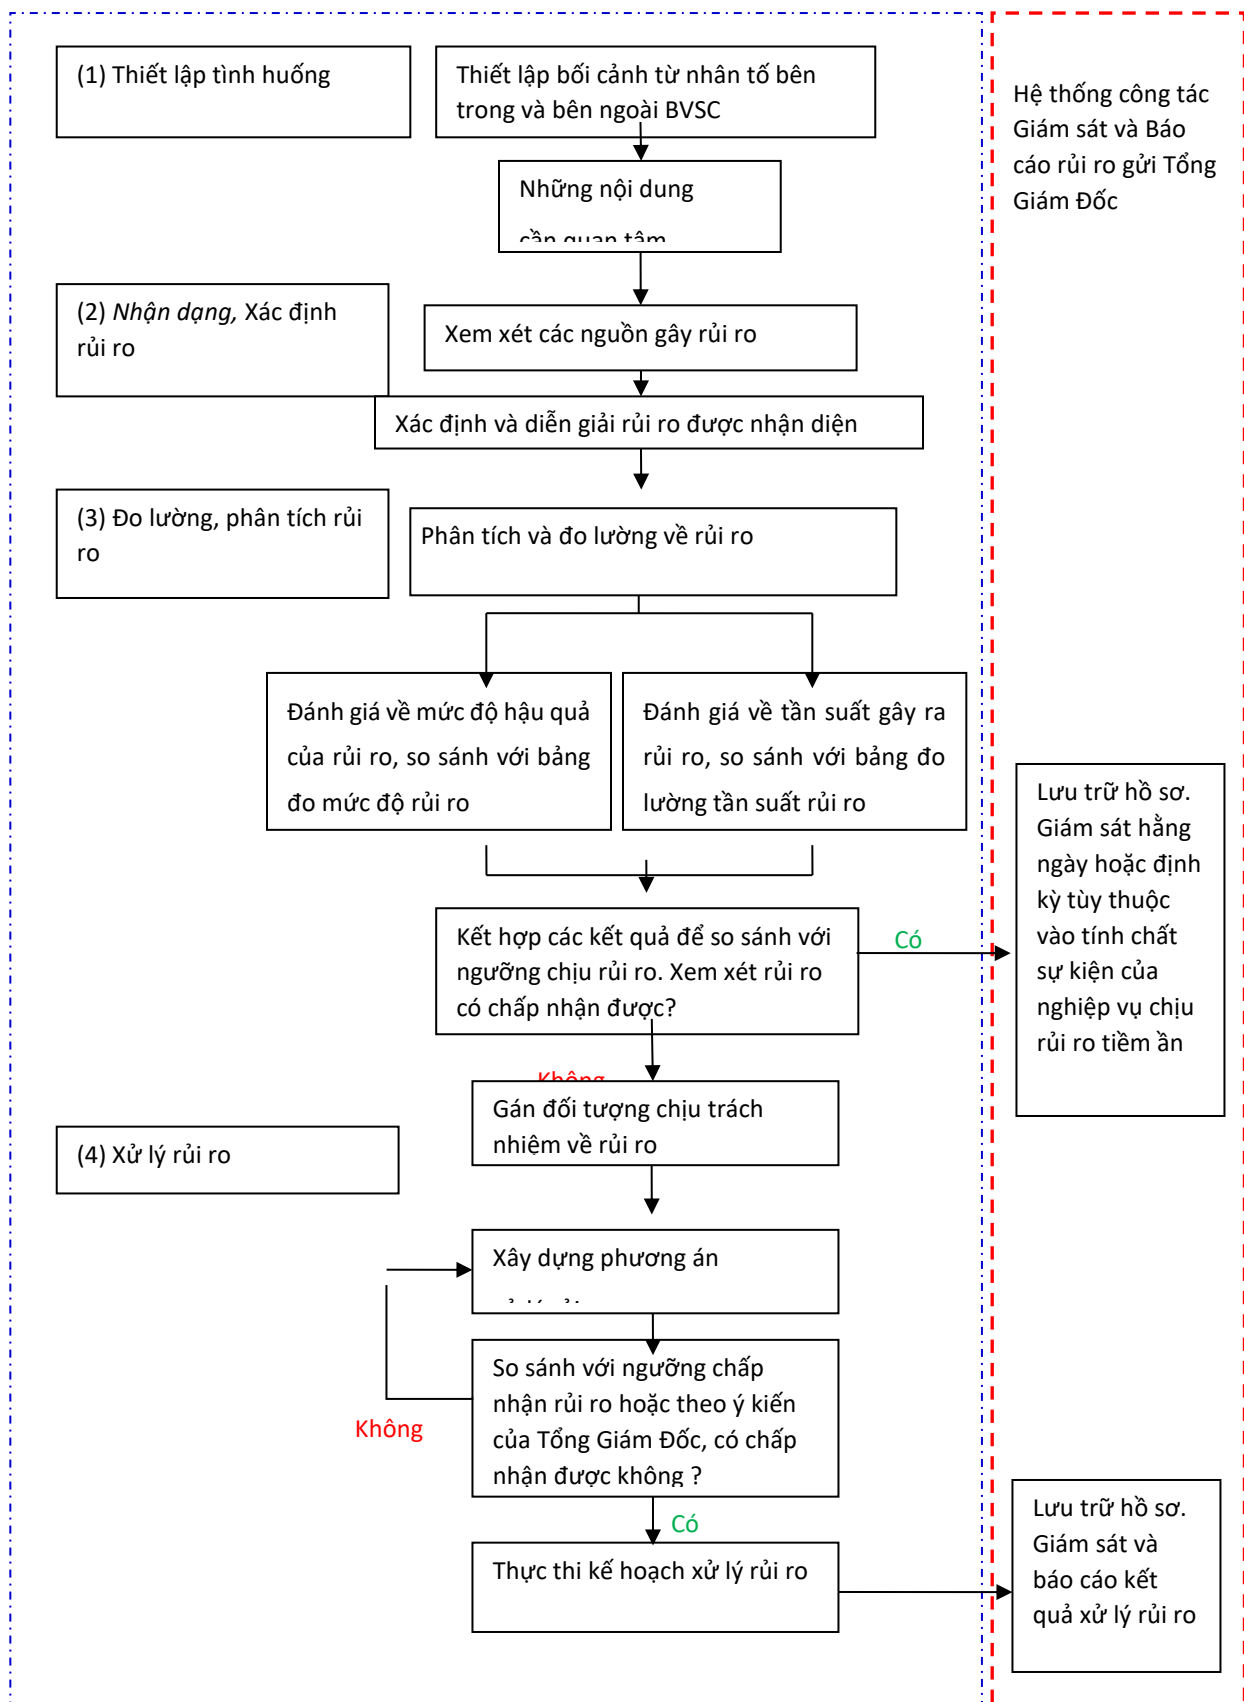 (1) Thiết lập tình huống
Thiết lập bối cảnh từ nhân tố bên
trong và bên ngoài BVSC
Hệ thống công tác
Giám sát và Báo
cáo rủi ro gửi Tổng
Giám Đốc
Những nội dung
cần quan tâm
(2) Nhận dạng, Xác định
rủi ro
Xem xét các nguồn gây rủi ro
Xác định và diễn giải rủi ro được nhận diện
(3) Đo lường, phân tích rủi
ro
Phân tích và đo lường về rủi ro
Đánh giá về mức độ hậu quả
của rủi ro, so sánh với bảng
đo mức độ rủi ro
Đánh giá về tần suất gây ra
rủi ro, so sánh với bảng đo
lường tần suất rủi ro
Lưu trữ hồ sơ.
Giám sát hằng
ngày hoặc định
kỳ tùy thuộc
vào tính chất
sự kiện của
nghiệp vụ chịu
rủi ro tiềm ần
Kết hợp các kết quả để so sánh với
ngưỡng chịu rủi ro. Xem xét rủi ro
có chấp nhận được?
Có
Không
Gán đối tượng chịu trách
nhiệm về rủi ro
(4) Xử lý rủi ro
Xây dựng phương án
So sánh với ngưỡng chấp
nhận rủi ro hoặc theo ý kiến
của Tổng Giám Đốc, có chấp
nhận được không ?
Không
Có
Thực thi kế hoạch xử lý rủi ro
Lưu trữ hồ sơ.
Giám sát và
báo cáo kết
quả xử lý rủi ro